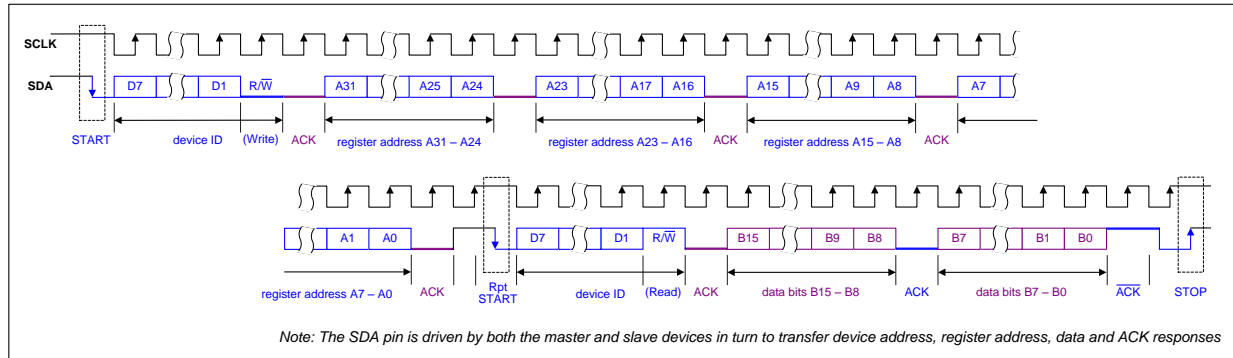 SCLK
SDA D7 D1 R/W̅ A31 A25 A24 A23 A17 A16 A15 A9 A8 A7
START device ID (Write) ACK register address A31 – A24 ACK register address A23 – A16 ACK register address A15 – A8 ACK
A1 A0 D7 D1 R/W̅ B15 B9 B8 B7 B1 B0
register address A7 – A0 ACK Rpt START device ID (Read) ACK data bits B15 – B8 ACK data bits B7 – B0 A̅C̅K̅ STOP
Note: The SDA pin is driven by both the master and slave devices in turn to transfer device address, register address, data and ACK responses